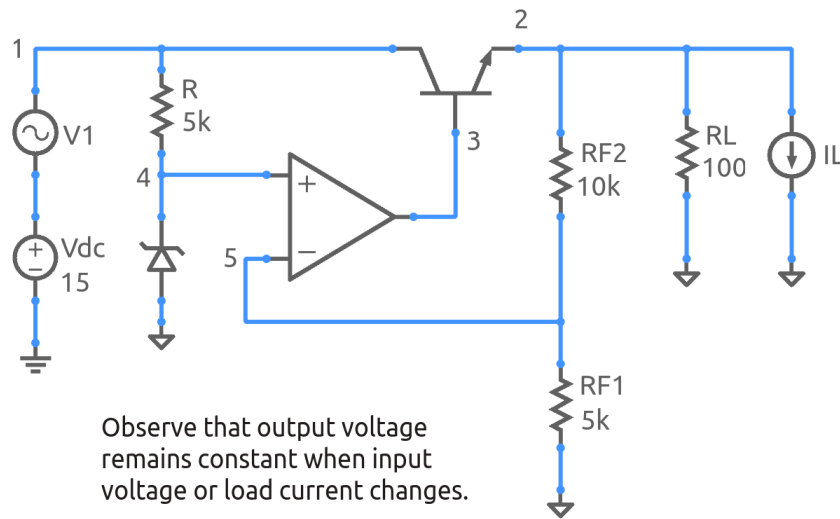 2
1
R
5k
V1
3
RF2
10k
RL
100
IL
4
+
−
5
Vdc
15
+
−
RF1
5k
Observe that output voltage
remains constant when input
voltage or load current changes.